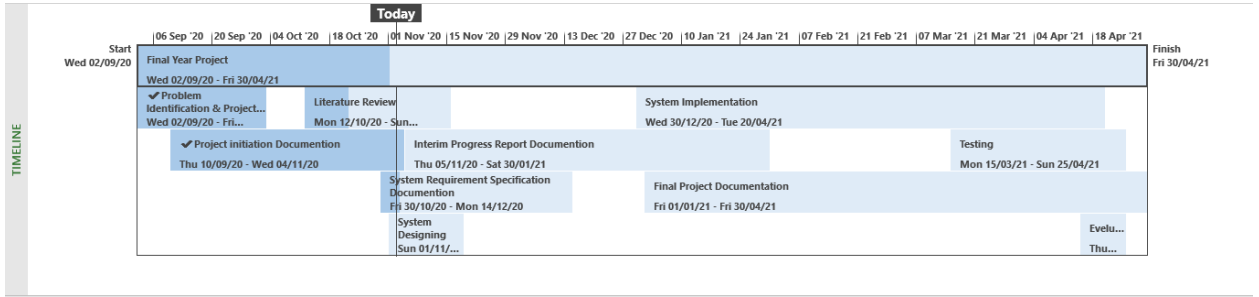 Today
06 Sep '20 20 Sep '20 04 Oct '20 18 Oct '20 01 Nov '20 15 Nov '20 29 Nov '20 13 Dec '20 27 Dec '20 10 Jan '21 24 Jan '21 07 Feb '21 21 Feb '21 07 Mar '21 21 Mar '21 04 Apr '21 18 Apr '21
Start
Wed 02/09/20
Finish
Fri 30/04/21
TIMELINE
Final Year Project
Wed 02/09/20 - Fri 30/04/21
Problem
Identification & Project...
Wed 02/09/20 - Fri...
Literature Review
Mon 12/10/20 - Sun...
System Implementation
Wed 30/12/20 - Tue 20/04/21
Project initiation Documention
Thu 10/09/20 - Wed 04/11/20
Interim Progress Report Documention
Thu 05/11/20 - Sat 30/01/21
Testing
Mon 15/03/21 - Sun 25/04/21
System Requirement Specification
Documention
Fri 30/10/20 - Mon 14/12/20
Final Project Documentation
Fri 01/01/21 - Fri 30/04/21
System
Designing
Sun 01/11/...
Evelu...
Thu...